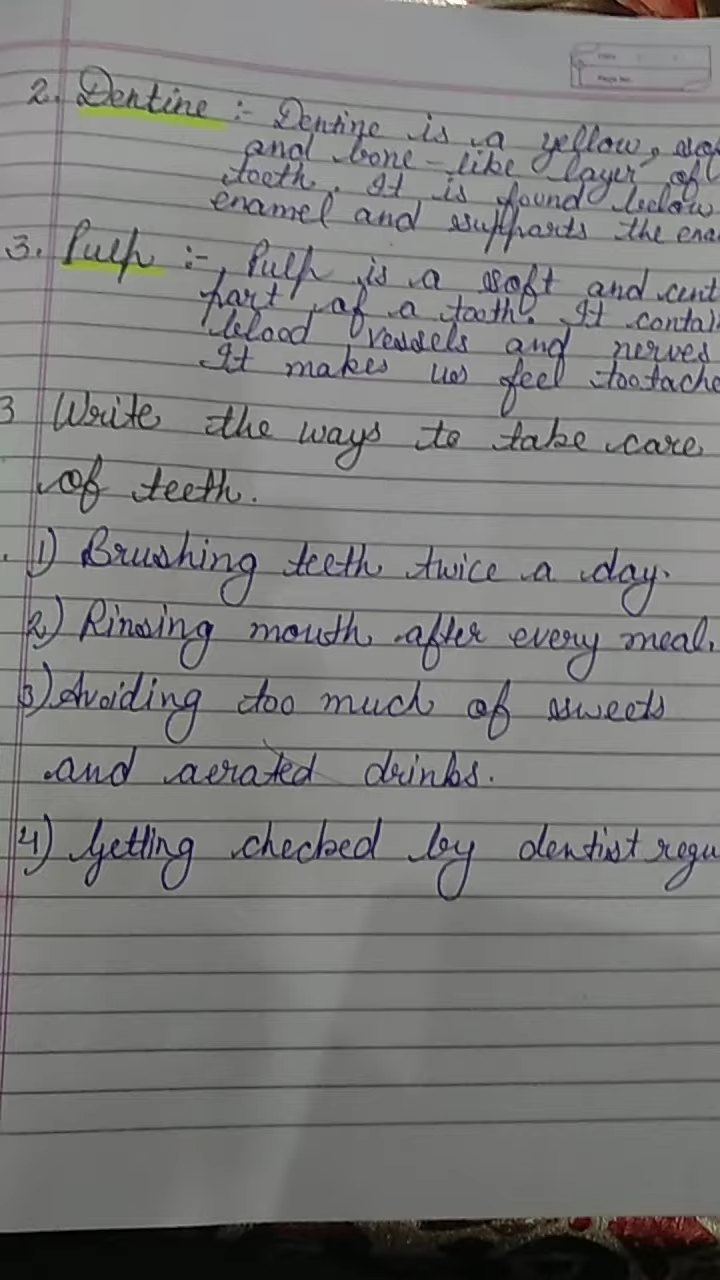 2. Dentine :- Dentine is a yellow,
and bone-like layer of
teeth. It is found below
enamel and supports the
3. Pulp :- Pulp is a soft and
part of a tooth. It
blood vessels and nerves
It makes us feel
3 Write the ways to take care
of teeth.
1) Brushing teeth twice a day.
2) Rinsing mouth after every meal.
3) Avoiding too much of sweets
and aerated drinks.
4) Getting checked by dentist